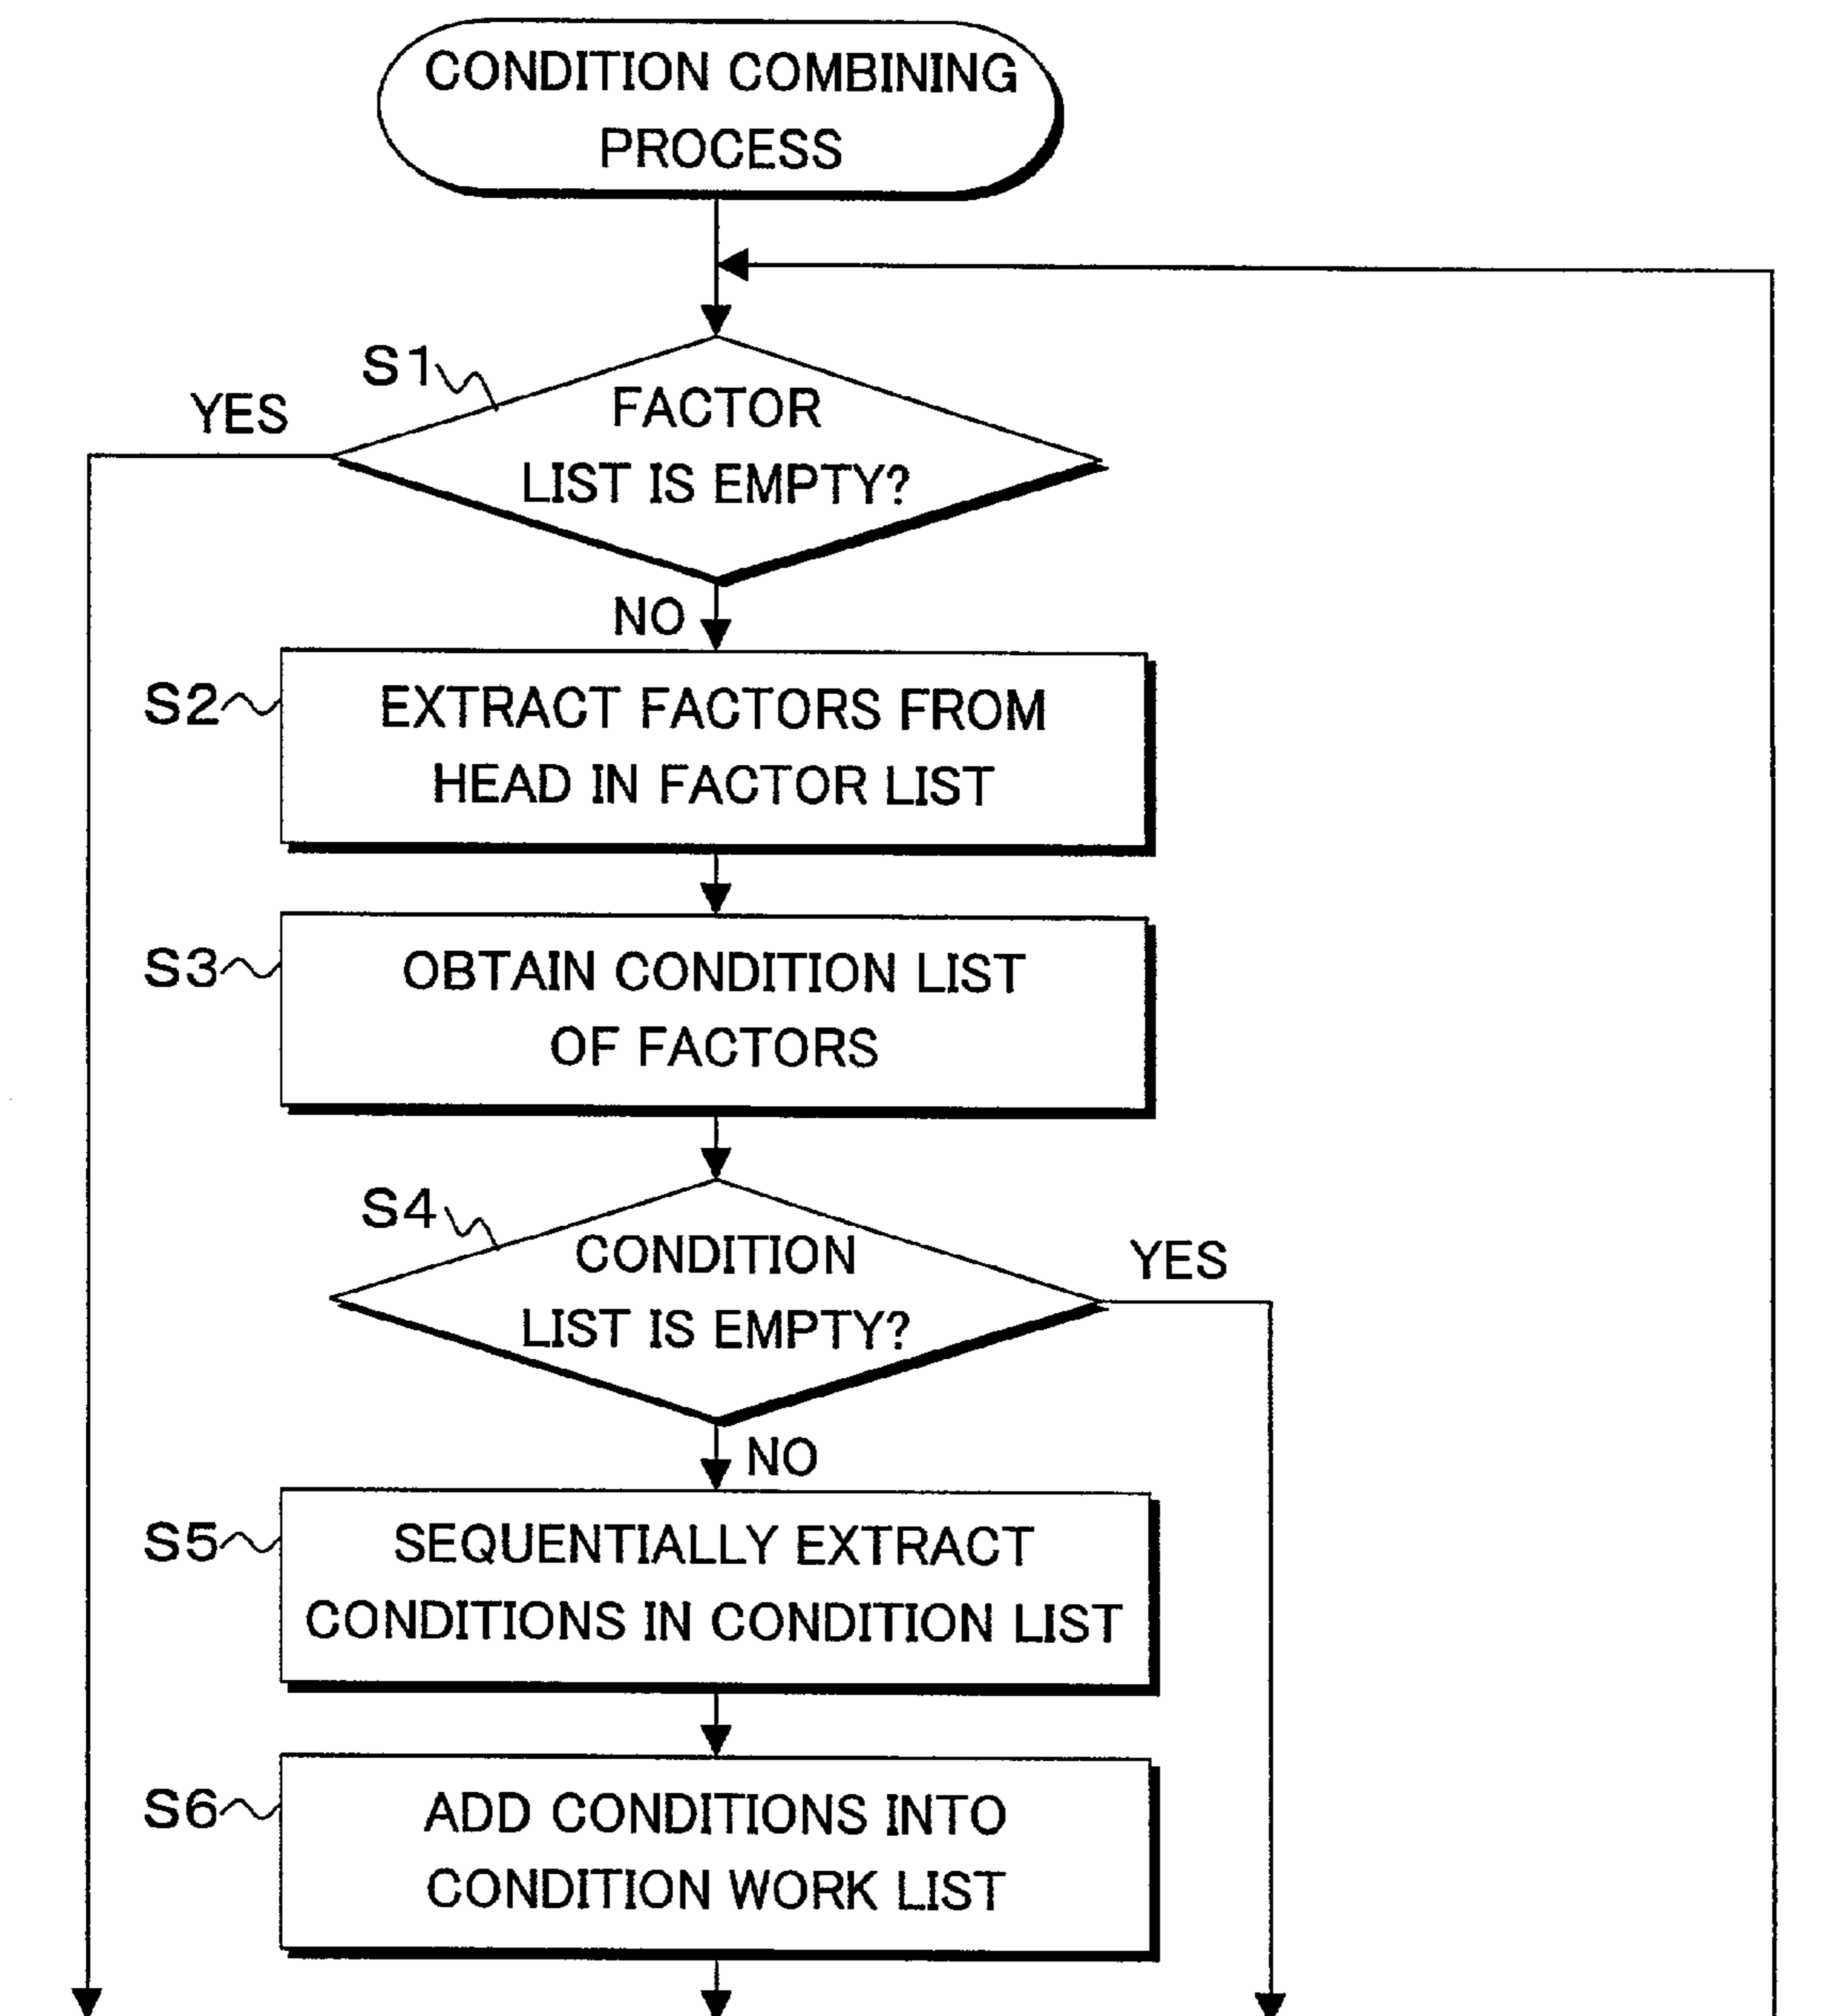 CONDITION COMBINING
PROCESS
S1
YES
FACTOR
LIST IS EMPTY?
NO
S2
EXTRACT FACTORS FROM
HEAD IN FACTOR LIST
S3
OBTAIN CONDITION LIST
OF FACTORS
S4
CONDITION
LIST IS EMPTY?
YES
NO
S5
SEQUENTIALLY EXTRACT
CONDITIONS IN CONDITION LIST
S6
ADD CONDITIONS INTO
CONDITION WORK LIST